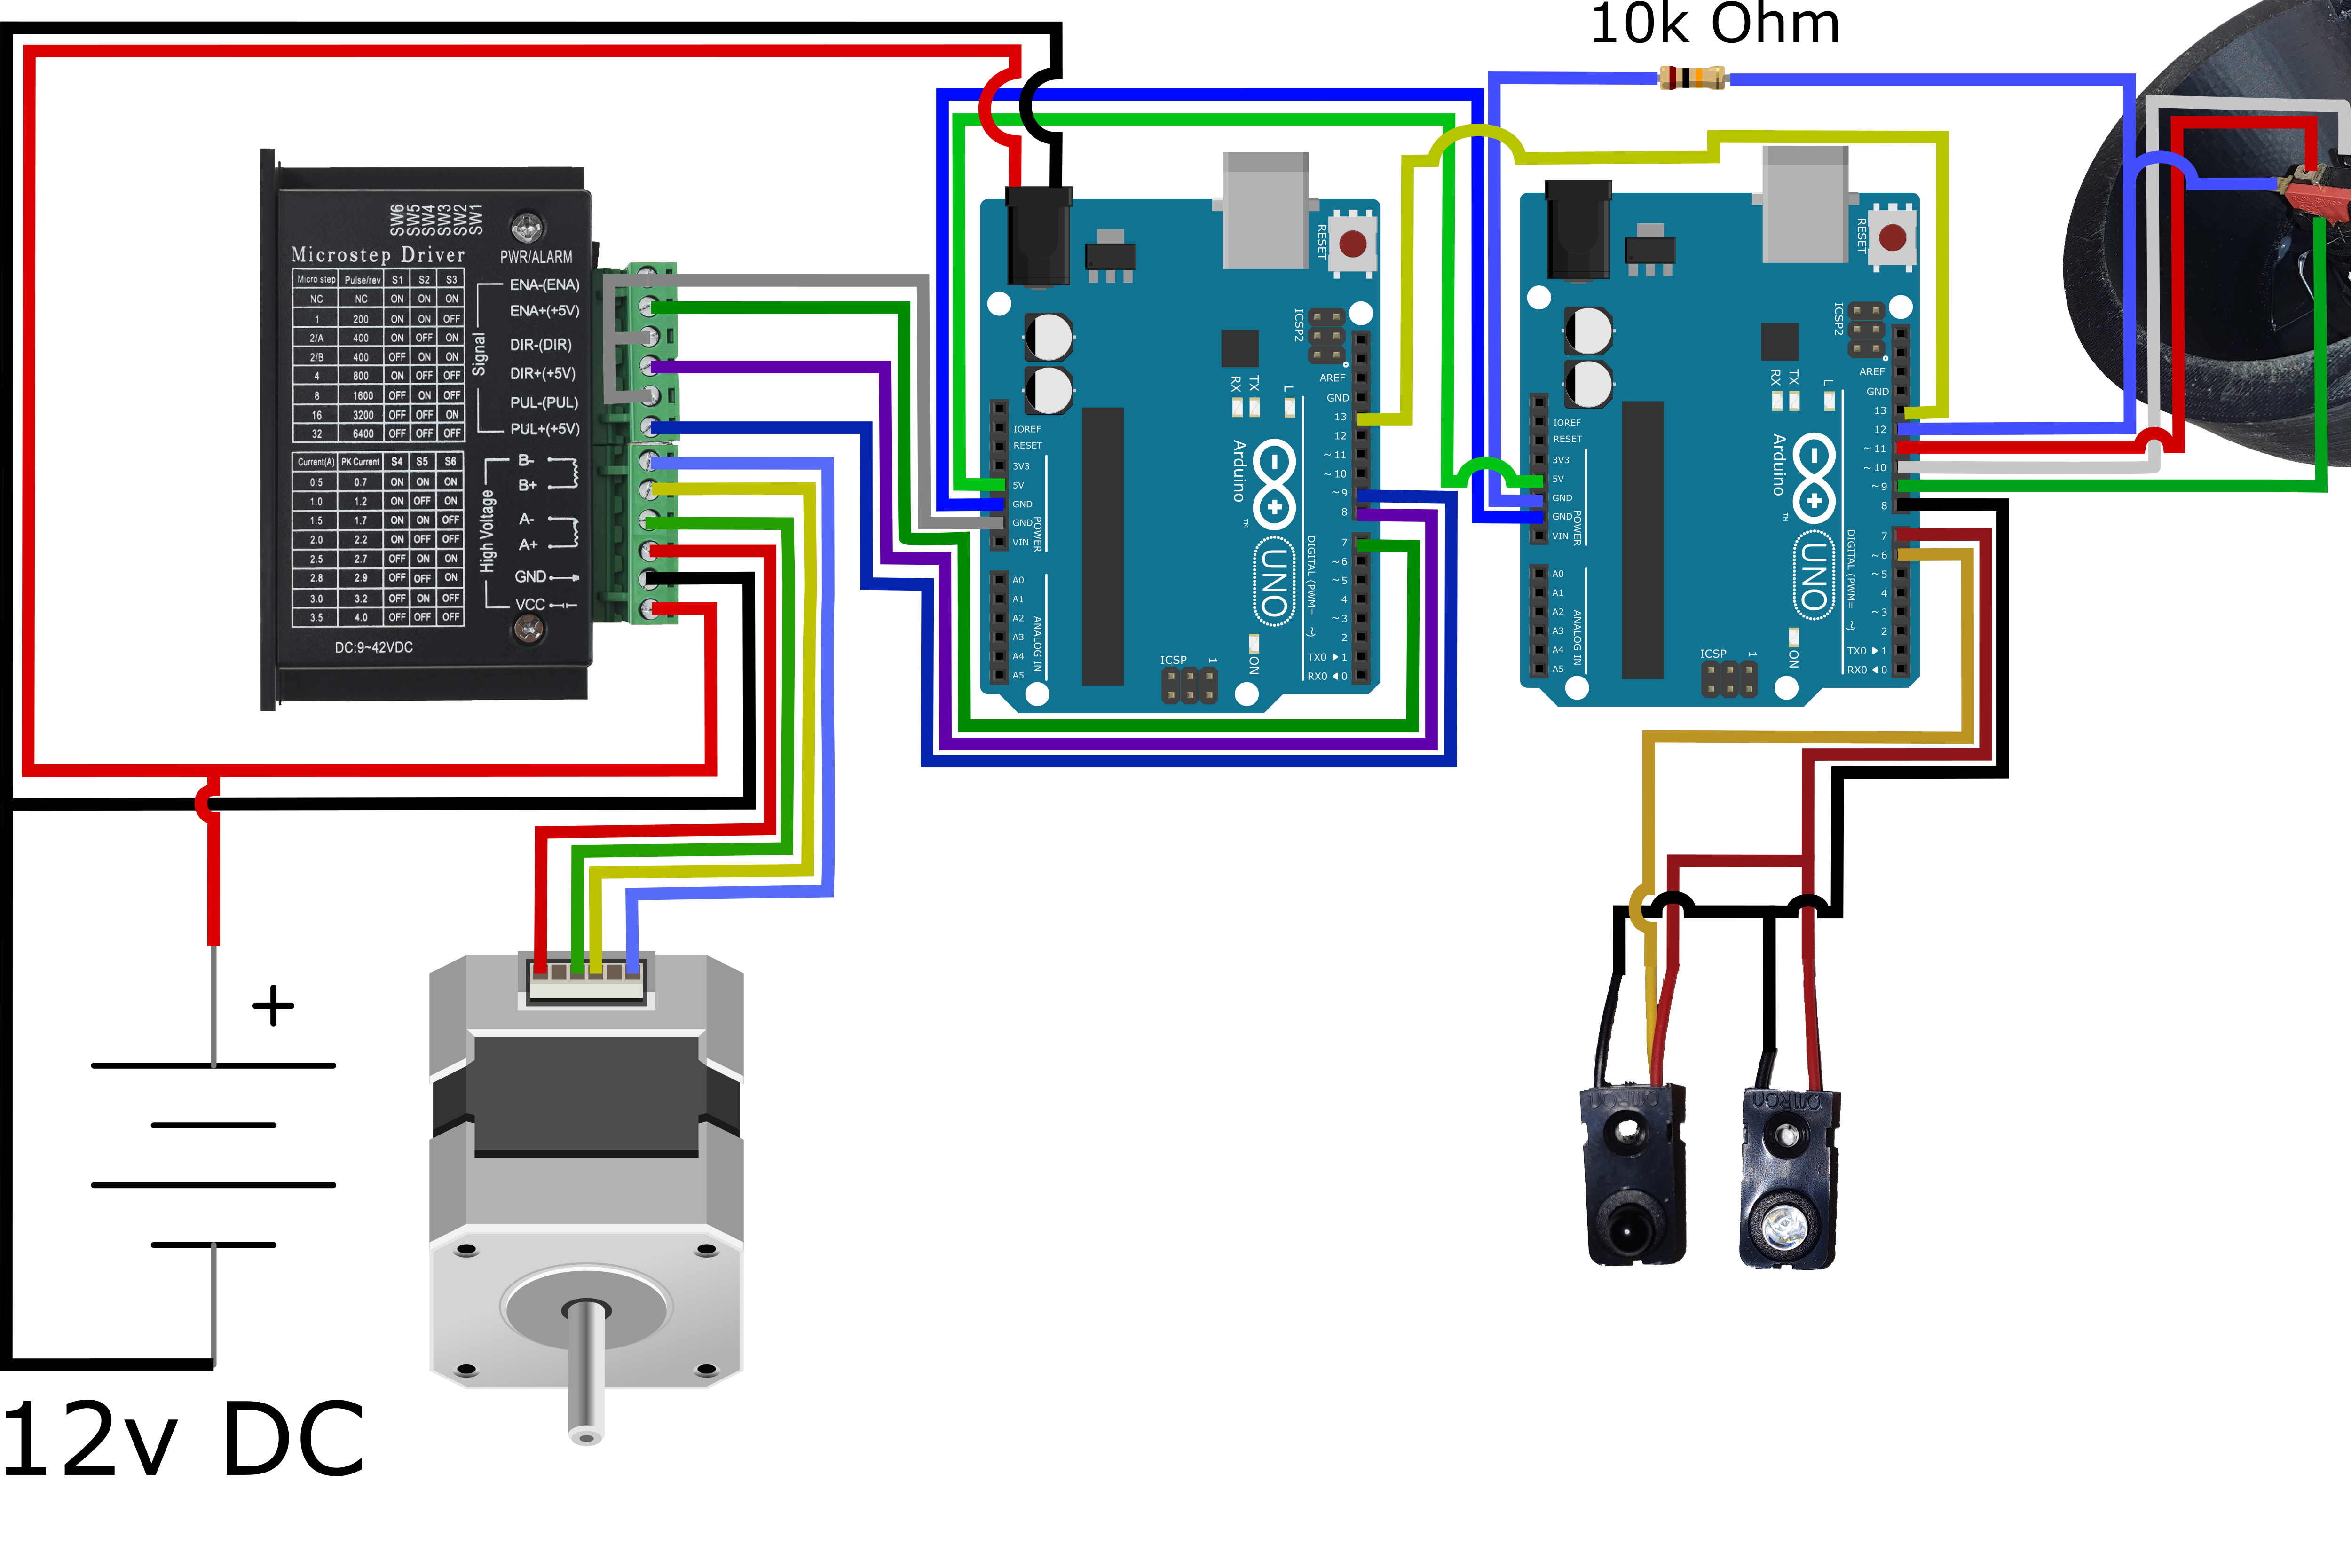 10k Ohm
SW6
SW5
SW4
SW3
SW2
SW1
Microstep Driver
PWR/ALARM
Micro step Pulse/rev S1 S2 S3
NC NC ON ON ON
1 200 ON ON OFF
2/A 400 ON OFF ON
2/B 400 OFF ON ON
4 800 ON OFF OFF
8 1600 OFF ON OFF
16 3200 OFF OFF ON
32 6400 OFF OFF OFF
Signal
ENA-(ENA)
ENA+(+5V)
DIR-(DIR)
DIR+(+5V)
PUL-(PUL)
PUL+(+5V)
Current(A) PK Current S4 S5 S6
0.5 0.7 ON ON ON
1.0 1.2 ON OFF ON
1.5 1.7 ON ON OFF
2.0 2.2 ON OFF OFF
2.5 2.7 OFF ON ON
2.8 2.9 OFF OFF ON
3.0 3.2 OFF ON OFF
3.5 4.0 OFF OFF OFF
High Voltage
B-
B+
A-
A+
GND
VCC
DC:9~42VDC
RESET
ICSP2
AREF
GND
13
12
~ 11
~ 10
~ 9
8
7
~ 6
~ 5
4
~ 3
2
TX0 ▶ 1
RX0 ◀ 0
RX
TX
L
IOREF
RESET
3V3
5V
GND
GND
VIN
POWER
A0
A1
A2
A3
A4
A5
ANALOG IN
Arduino
TM
UNO
DIGITAL (PWM= ~)
ON
ICSP
1
RESET
ICSP2
AREF
GND
13
12
~ 11
~ 10
~ 9
8
7
~ 6
~ 5
4
~ 3
2
TX0 ▶ 1
RX0 ◀ 0
RX
TX
L
IOREF
RESET
3V3
5V
GND
GND
VIN
POWER
A0
A1
A2
A3
A4
A5
ANALOG IN
Arduino
TM
UNO
DIGITAL (PWM= ~)
ON
ICSP
1
OMRON
OMRON
+
12v DC